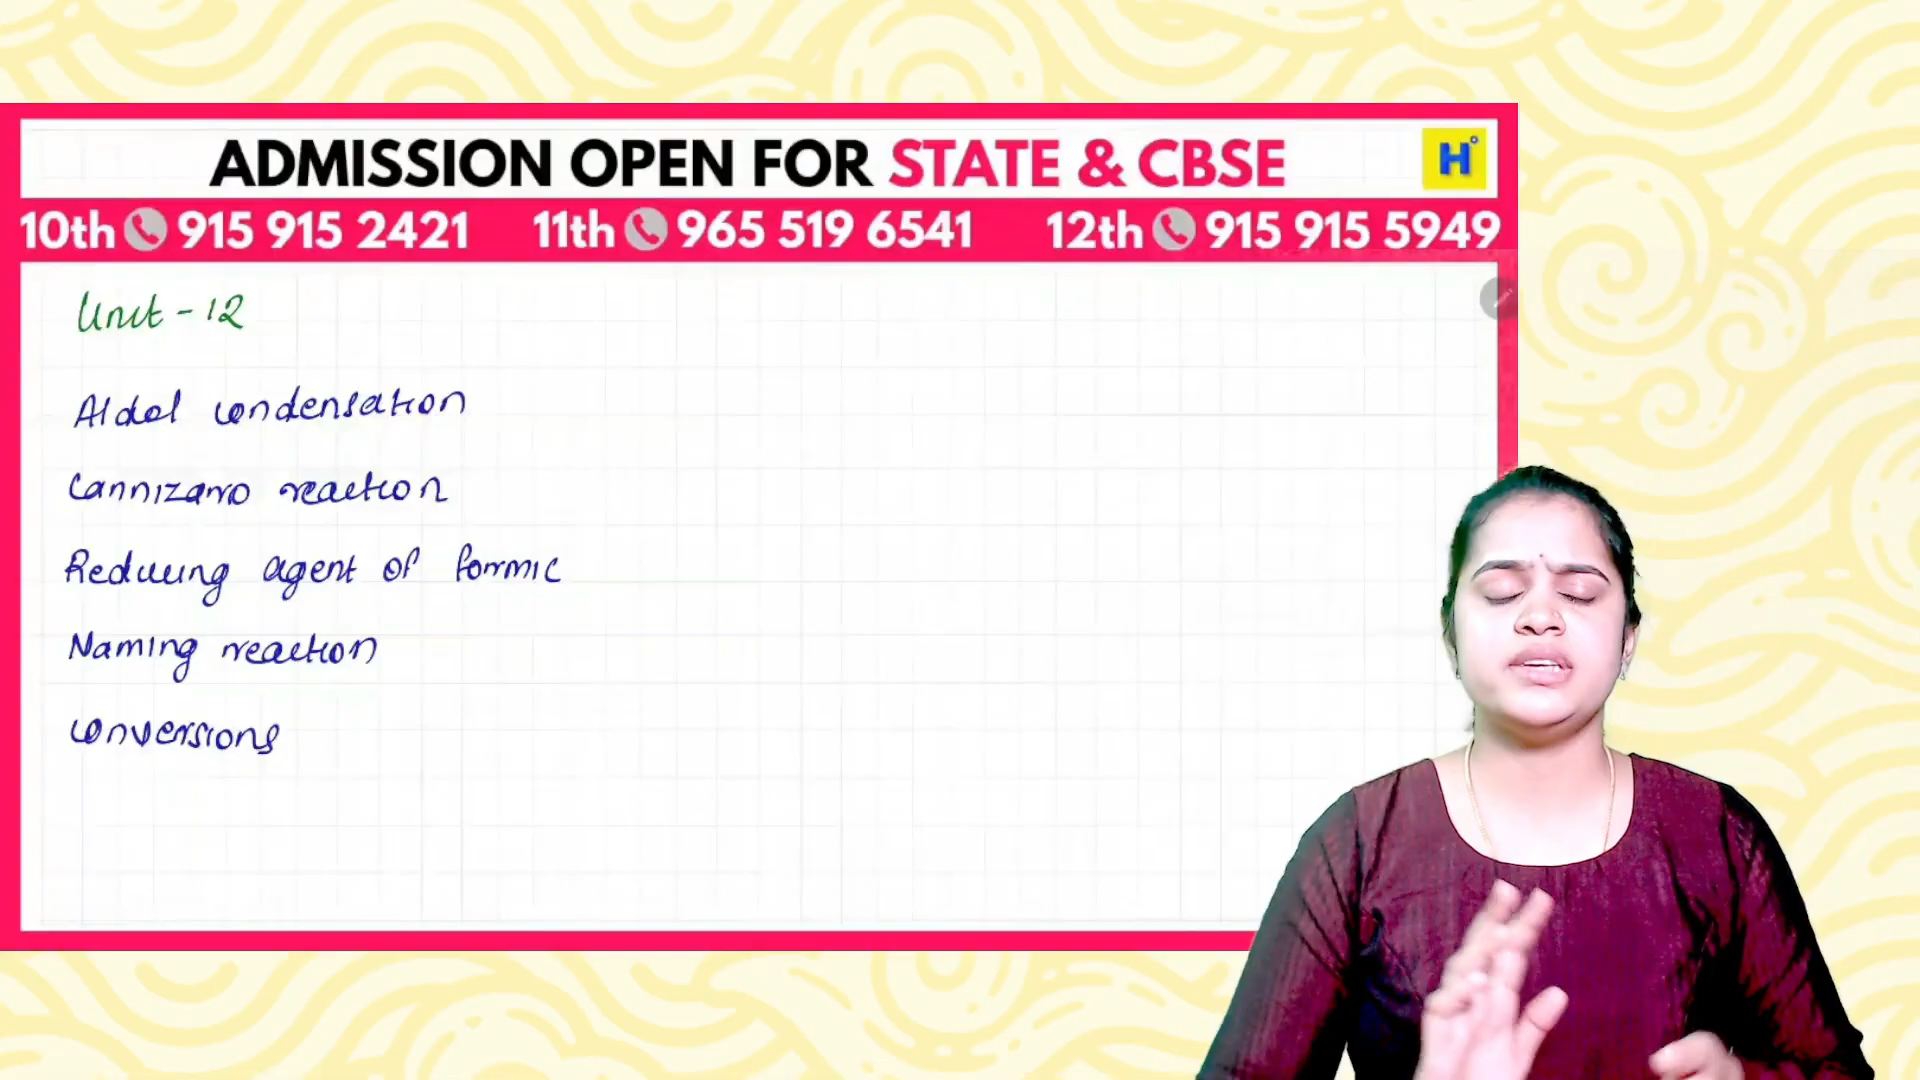 ADMISSION OPEN FOR STATE & CBSE
H
10th 915 915 2421 11th 965 519 6541 12th 915 915 5949
Unit - 12
Aldol condensation
Cannizarro reaction
Reducing agent of formic
Naming reaction
conversions